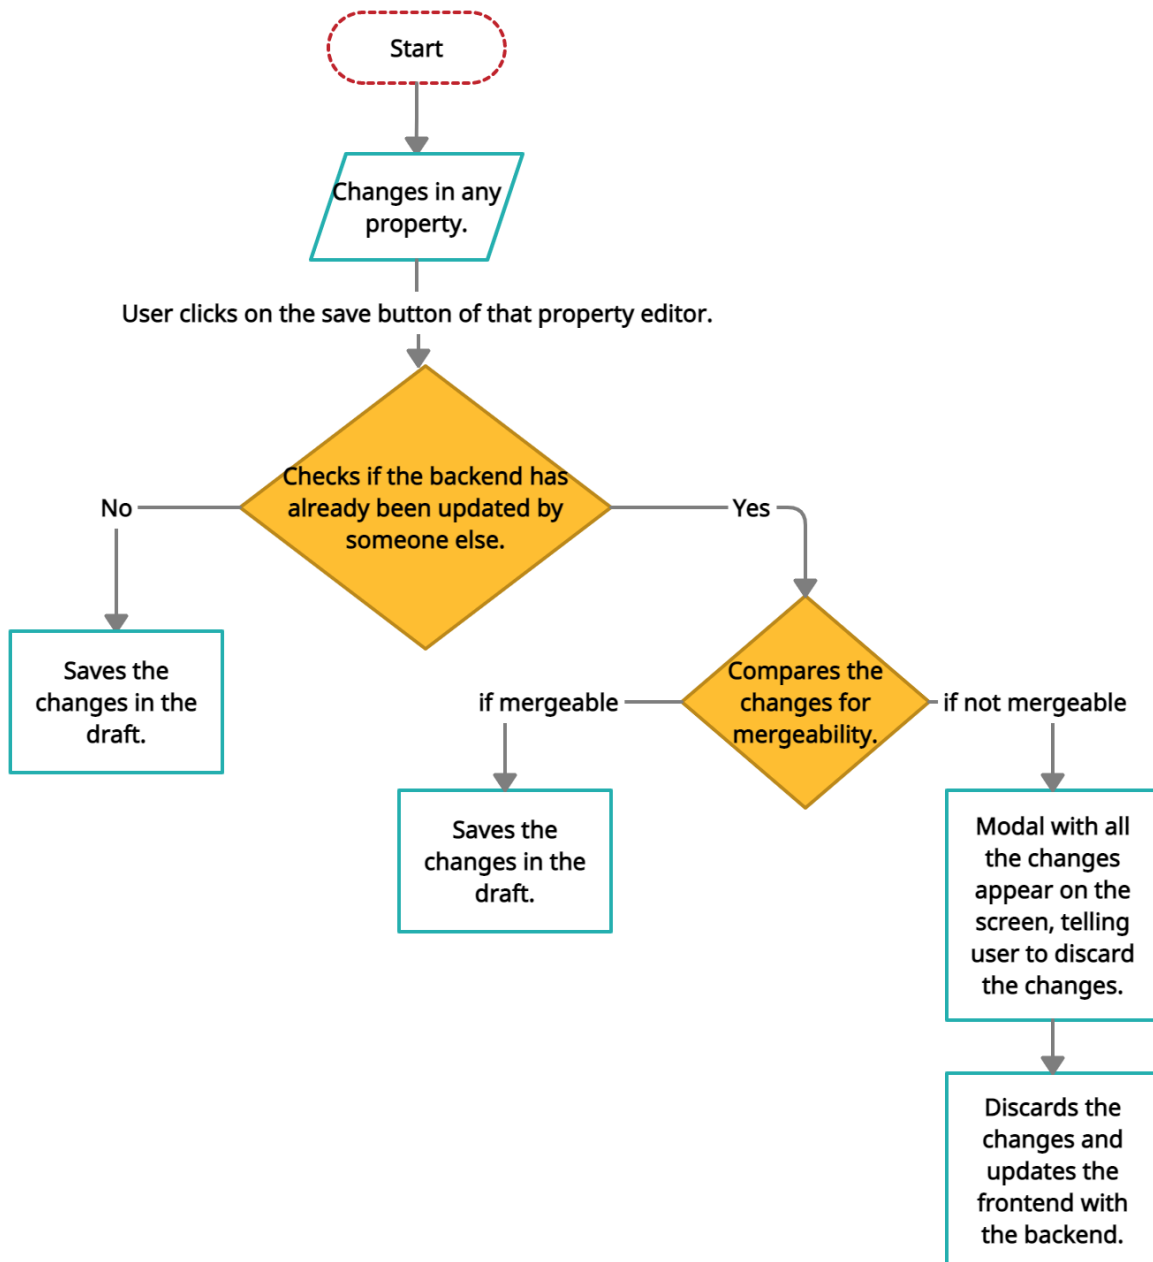 Start
Changes in any
property.
User clicks on the save button of that property editor.
Checks if the backend has
already been updated by
someone else.
No
Yes
Saves the
changes in the
draft.
Compares the
changes for
mergeability.
if mergeable
if not mergeable
Saves the
changes in the
draft.
Modal with all
the changes
appear on the
screen, telling
user to discard
the changes.
Discards the
changes and
updates the
frontend with
the backend.